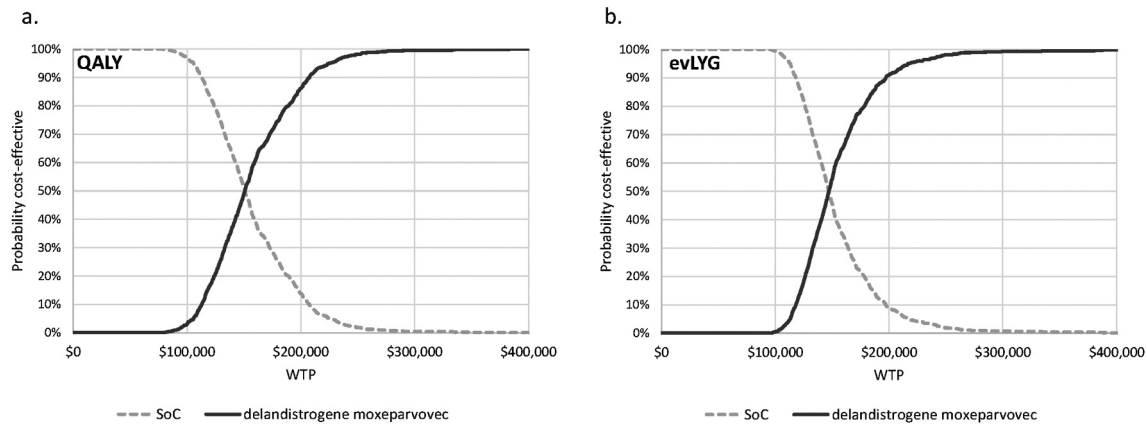 a.
QALY
Probability cost-effective
100%
90%
80%
70%
60%
50%
40%
30%
20%
10%
0%
$0 $100,000 $200,000 $300,000 $400,000
WTP
SoC delandistrogene moxeparvovec
b.
evLYG
Probability cost-effective
100%
90%
80%
70%
60%
50%
40%
30%
20%
10%
0%
$0 $100,000 $200,000 $300,000 $400,000
WTP
SoC delandistrogene moxeparvovec